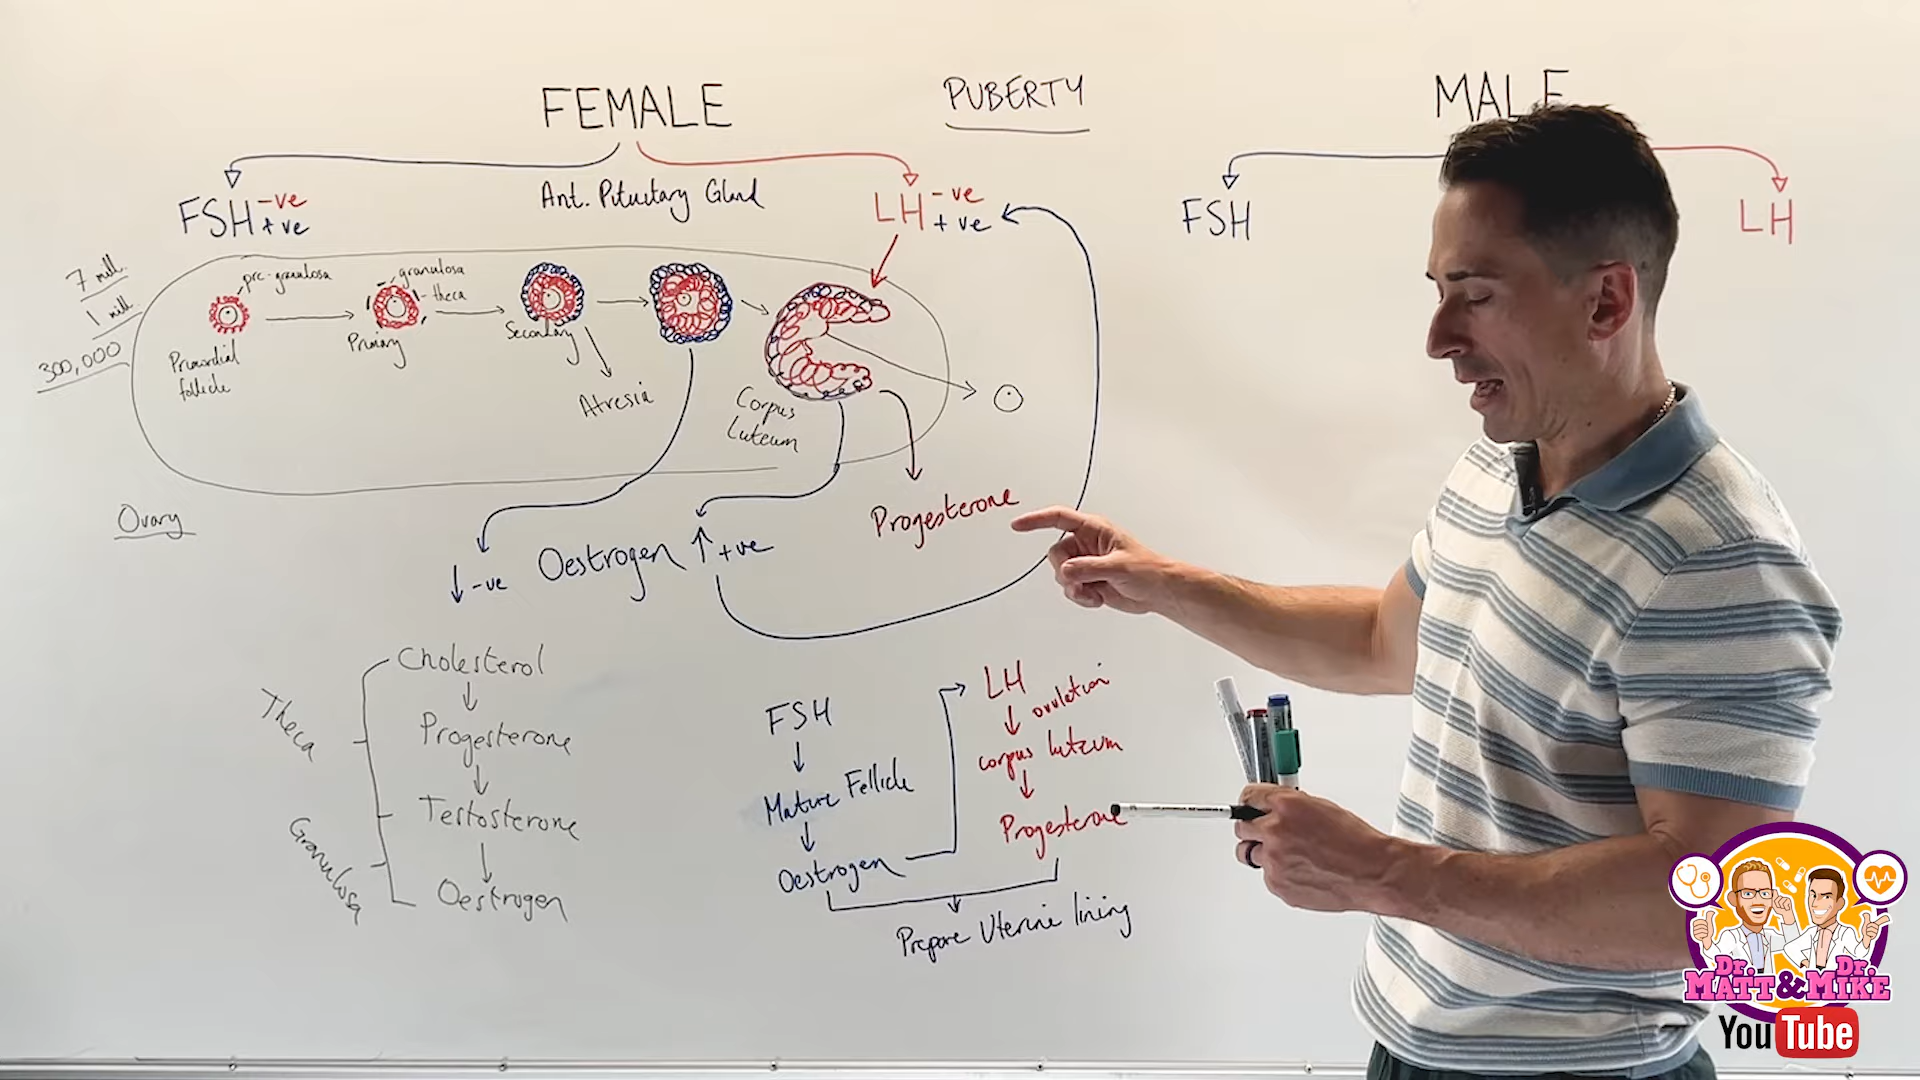 FEMALE
PUBERTY
MALE
FSH -ve
+ve
Ant. Pituitary Gland
LH -ve
+ve
FSH
LH
7 mill.
1 mill
300,000
pre-granulosa
granulosa
theca
Primordial
follicle
Primary
Secondary
Atresia
Corpus
Luteum
Ovary
Progesterone
↓ -ve
Oestrogen ↑ +ve
Theca
Granulosa
Cholesterol
Progesterone
Testosterone
Oestrogen
FSH
Mature Follicle
Oestrogen
LH
ovulation
corpus luteum
Progesterone
Prepare Uterine lining
Dr. Dr.
MATT & MIKE
YouTube